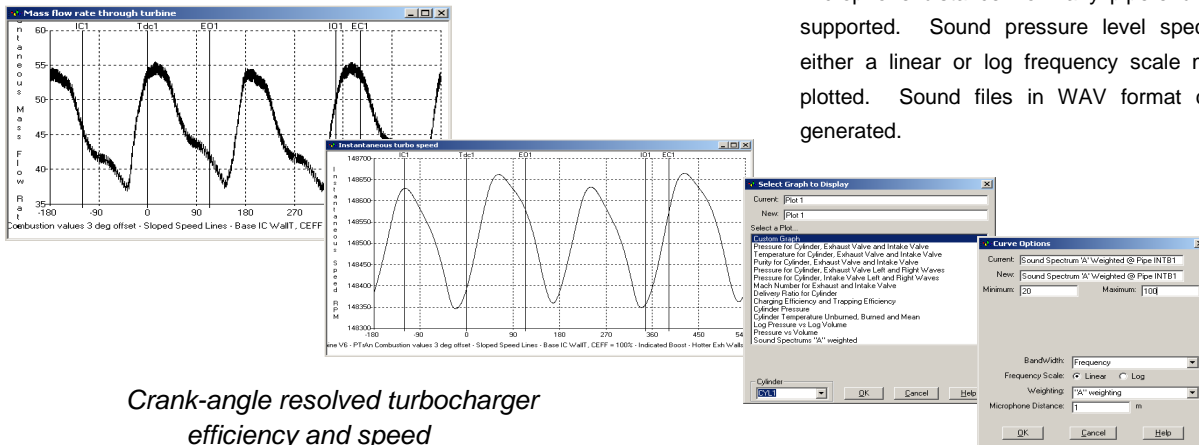 Mass flow rate through turbine
IC1 Tdc1 EO1 IO1 EC1
Instantaneous Mass Flow Rate
60
55
50
45
40
35
-180 -90 0 90 180 270
Combustion values 3 deg offset - Sloped Speed Lines - Base IC WallT, CEFF
supported. Sound pressure level
either a linear or log frequency scale
plotted. Sound files in WAV format
generated.
Instantaneous turbo speed
IC1 Tdc1 EO1 IO1 EC1
Instantaneous Speed RPM
148700
148650
148600
148550
148500
148450
148400
148350
148300
-180 -90 0 90 180 270 360 450
V6 - PTrAn Combustion values 3 deg offset - Sloped Speed Lines - Base IC WallT, CEFF = 100% - Indicated Boost - Hotter Exh Walls
Select Graph to Display
Current: Plot 1
New: Plot 1
Select a Plot...
Custom Graph
Pressure for Cylinder, Exhaust Valve and Intake Valve
Temperature for Cylinder, Exhaust Valve and Intake Valve
Purity for Cylinder, Exhaust Valve and Intake Valve
Pressure for Cylinder, Exhaust Valve Left and Right Waves
Pressure for Cylinder, Intake Valve Left and Right Waves
Mach Number for Exhaust and Intake Valve
Delivery Ratio for Cylinder
Charging Efficiency and Trapping Efficiency
Cylinder Pressure
Cylinder Temperature Unburned, Burned and Mean
Log Pressure vs Log Volume
Pressure vs Volume
Sound Spectrums "A" weighted
Cylinder
CYL1 OK Cancel Help
Curve Options
Current: Sound Spectrum 'A' Weighted @ Pipe INTB1
New: Sound Spectrum 'A' Weighted @ Pipe INTB1
Minimum: 20 Maximum: 100
BandWidth: Frequency
Frequency Scale: Linear Log
Weighting: "A" weighting
Microphone Distance: 1 m
OK Cancel Help
Crank-angle resolved turbocharger
efficiency and speed